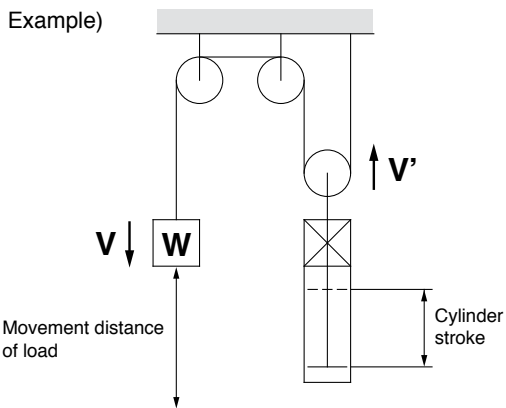 Example)
V’
V
W
Movement distance
of load
Cylinder
stroke